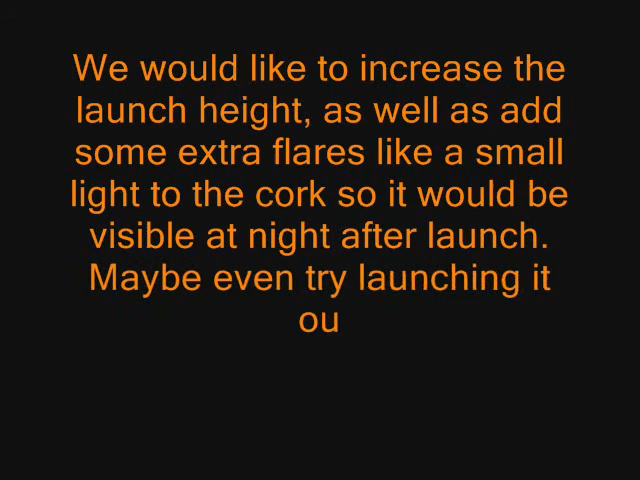 We would like to increase the
launch height, as well as add
some extra flares like a small
light to the cork so it would be
visible at night after launch.
Maybe even try launching it
ou